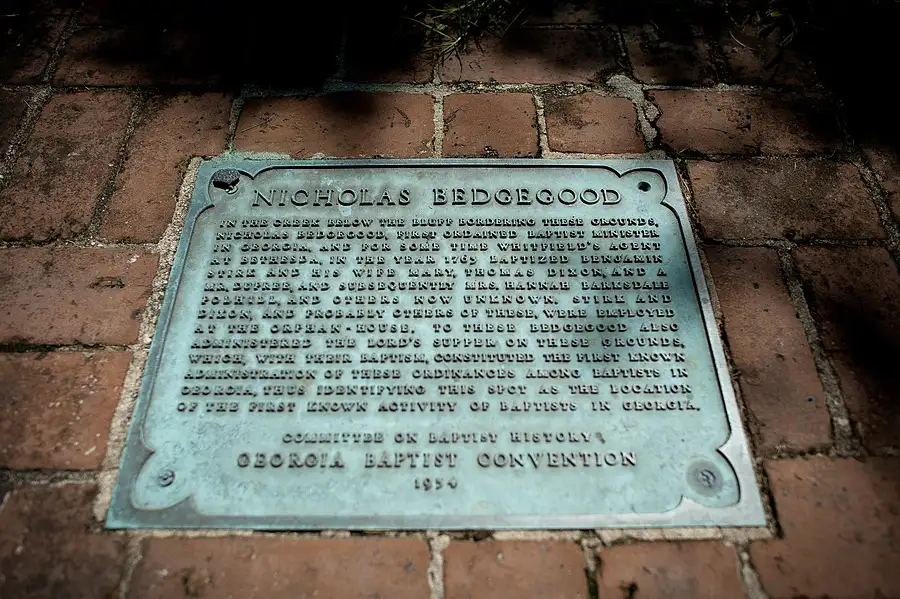 NICHOLAS BEDGEGOOD
IN THE CREEK BELOW THE BLUFF BORDERING THESE GROUNDS,
NICHOLAS BEDGEGOOD, FIRST ORDAINED BAPTIST MINISTER
IN GEORGIA, AND FOR SOME TIME WHITFIELD'S AGENT
AT BETHESDA, IN THE YEAR 1763 BAPTIZED BENJAMIN
STIRK AND HIS WIFE MARY, THOMAS DIXON, AND A
MR. DUPREE, AND SUBSEQUENTLY MRS. HANNAH BARKSDALE
POLHILL, AND OTHERS NOW UNKNOWN. STIRK AND
DIXON, AND PROBABLY OTHERS OF THESE, WERE EMPLOYED
AT THE ORPHAN-HOUSE. TO THESE BEDGEGOOD ALSO
ADMINISTERED THE LORD'S SUPPER ON THESE GROUNDS,
WHICH, WITH THEIR BAPTISM, CONSTITUTED THE FIRST KNOWN
ADMINISTRATION OF THESE ORDINANCES AMONG BAPTISTS IN
GEORGIA, THUS IDENTIFYING THIS SPOT AS THE LOCATION
OF THE FIRST KNOWN ACTIVITY OF BAPTISTS IN GEORGIA.
COMMITTEE ON BAPTIST HISTORY
GEORGIA BAPTIST CONVENTION
1954